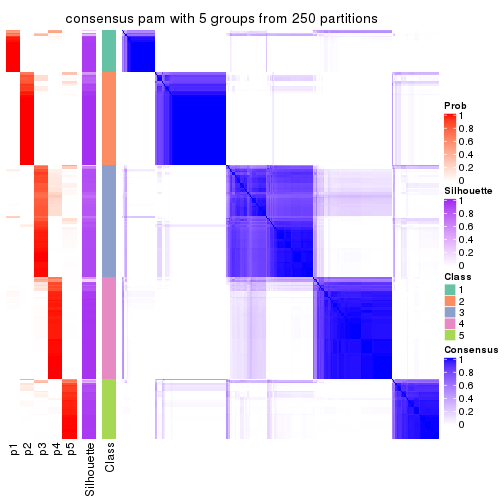 consensus pam with 5 groups from 250 partitions
Prob
1
0.8
0.6
0.4
0.2
0
Silhouette
1
0.8
0.6
0.4
0.2
0
Class
1
2
3
4
5
Consensus
1
0.8
0.6
0.4
0.2
0
p1
p2
p3
p4
p5
Silhouette
Class